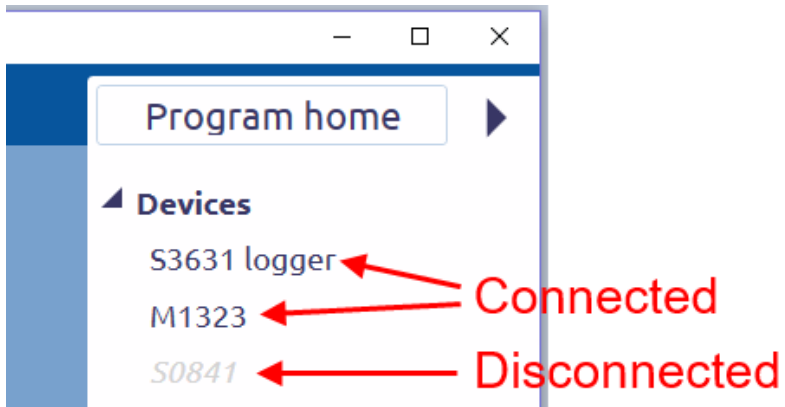 Program home
Devices
S3631 logger
Connected
M1323
S0841
Disconnected